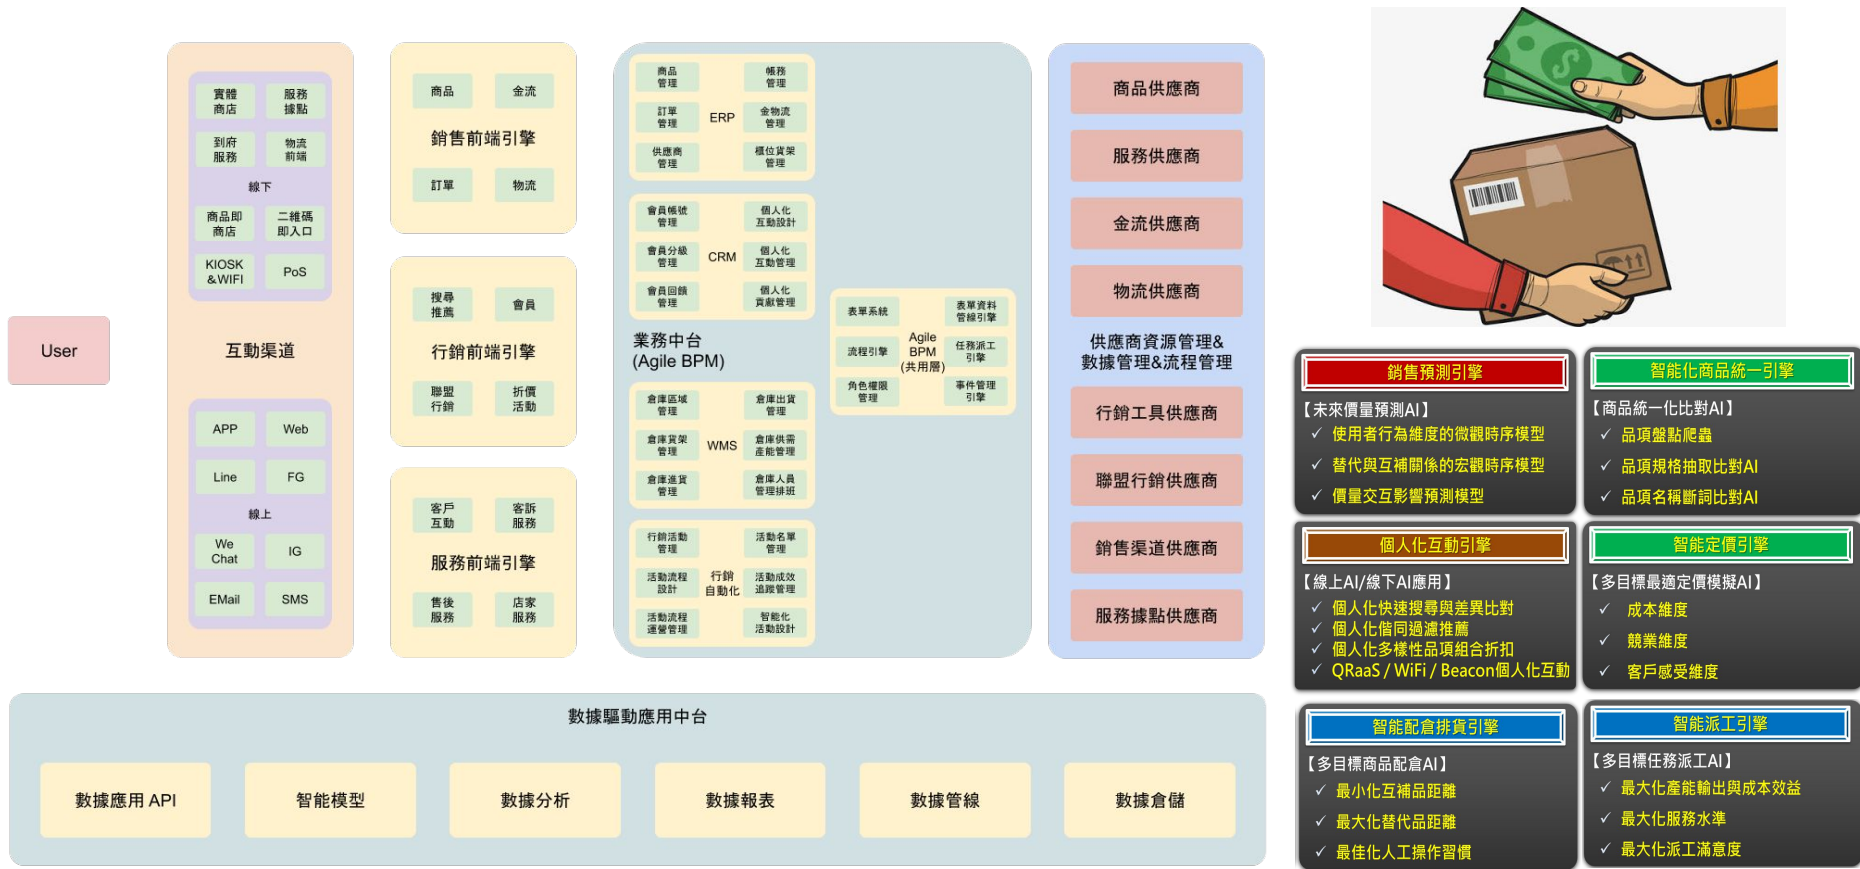 User
實體
商店
服務
據點
到府
服務
物流
前端
線下
商品即
商店
二維碼
即入口
KIOSK
&WIFI
PoS
互動渠道
APP
Web
Line
FG
線上
We
Chat
IG
EMail
SMS
商品
金流
銷售前端引擎
訂單
物流
搜尋
推薦
會員
行銷前端引擎
聯盟
行銷
折價
活動
客戶
互動
客訴
服務
服務前端引擎
售後
服務
店家
服務
商品
管理
帳務
管理
訂單
管理
ERP
金物流
管理
供應商
管理
櫃位貨架
管理
會員帳號
管理
個人化
互動設計
會員分級
管理
CRM
個人化
互動管理
會員回饋
管理
個人化
貢獻管理
業務中台
(Agile BPM)
倉庫區域
管理
倉庫出貨
管理
倉庫貨架
管理
WMS
倉庫供需
產能管理
倉庫進貨
管理
倉庫人員
管理排班
行銷活動
管理
活動名單
管理
活動流程
設計
行銷
自動化
活動成效
追蹤管理
活動流程
運營管理
智能化
活動設計
表單系統
表單資料
管線引擎
流程引擎
Agile
BPM
(共用層)
任務派工
引擎
角色權限
管理
事件管理
引擎
商品供應商
服務供應商
金流供應商
物流供應商
供應商資源管理&
數據管理&流程管理
行銷工具供應商
聯盟行銷供應商
銷售渠道供應商
服務據點供應商
數據驅動應用中台
數據應用 API
智能模型
數據分析
數據報表
數據管線
數據倉儲
銷售預測引擎
【未來價量預測AI】
✓ 使用者行為維度的微觀時序模型
✓ 替代與互補關係的宏觀時序模型
✓ 價量交互影響預測模型
智能化商品統一引擎
【商品統一化比對AI】
✓ 品項盤點爬蟲
✓ 品項規格抽取比對AI
✓ 品項名稱斷詞比對AI
個人化互動引擎
【線上AI/線下AI應用】
✓ 個人化快速搜尋與差異比對
✓ 個人化偕同過濾推薦
✓ 個人化多樣性品項組合折扣
✓ QRaaS / WiFi / Beacon個人化互動
智能定價引擎
【多目標最適定價模擬AI】
✓ 成本維度
✓ 競業維度
✓ 客戶感受維度
智能配倉排貨引擎
【多目標商品配倉AI】
✓ 最小化互補品距離
✓ 最大化替代品距離
✓ 最佳化人工操作習慣
智能派工引擎
【多目標任務派工AI】
✓ 最大化產能輸出與成本效益
✓ 最大化服務水準
✓ 最大化派工滿意度